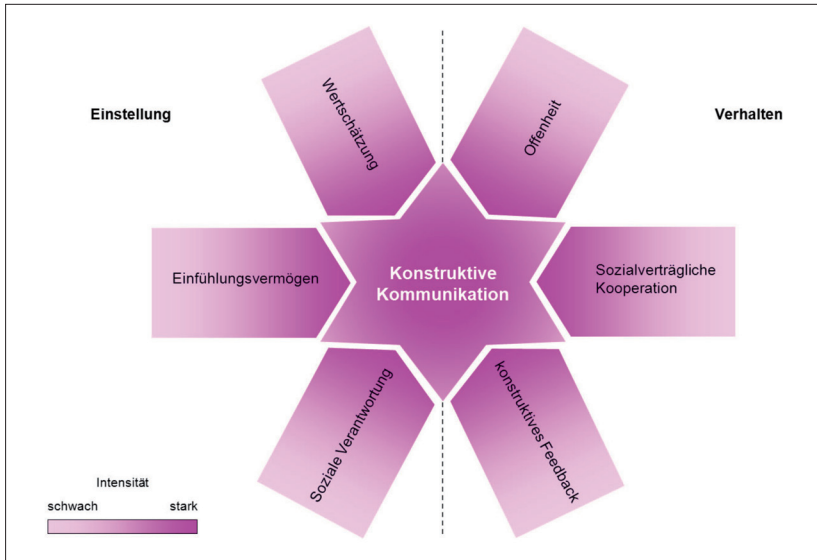 Einstellung
Verhalten
Wertschätzung
Offenheit
Einfühlungsvermögen
Konstruktive
Kommunikation
Sozialverträgliche
Kooperation
Soziale Verantwortung
konstruktives Feedback
Intensität
schwach
stark